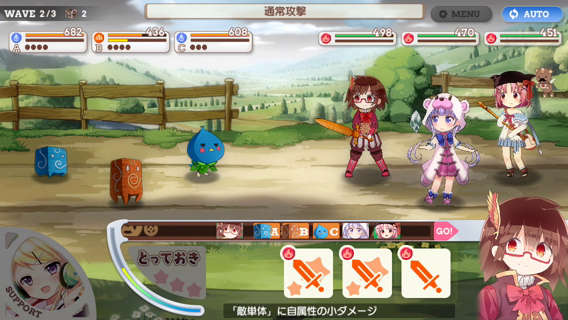 WAVE 2/3 2
通常攻撃
MENU
AUTO
682
A
436
B
608
C
498
470
451
A B C GO!
とっておき
SUPPORT
「敵単体」に自属性の小ダメージ